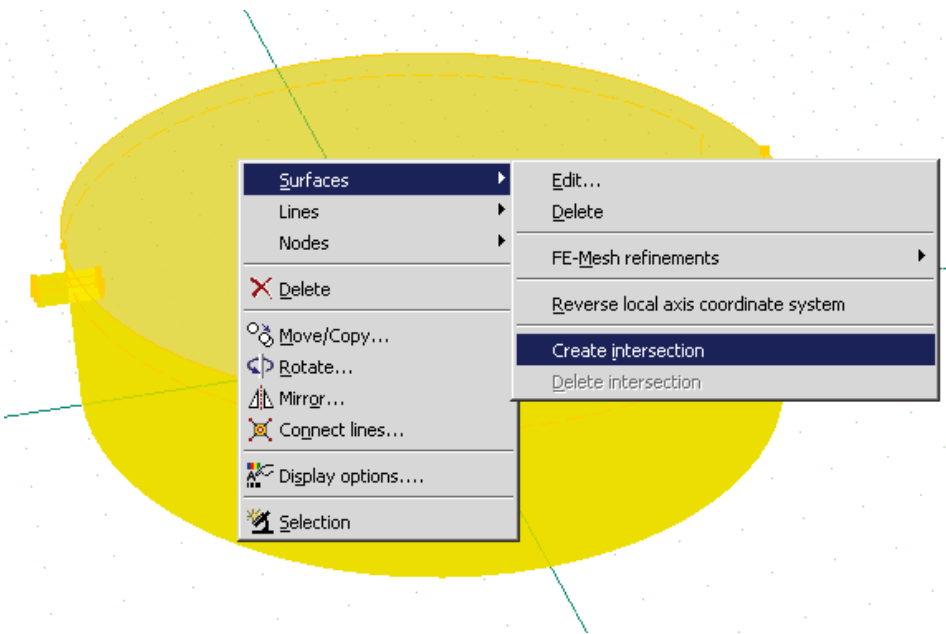 Surfaces
Lines
Nodes
Delete
Move/Copy...
Rotate...
Mirror...
Connect lines...
Display options....
Selection
Edit...
Delete
FE-Mesh refinements
Reverse local axis coordinate system
Create intersection
Delete intersection